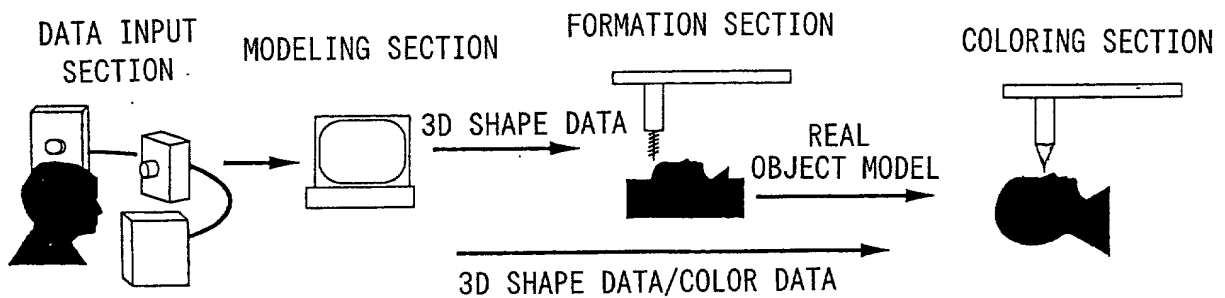 DATA INPUT
SECTION
MODELING SECTION
FORMATION SECTION
COLORING SECTION
3D SHAPE DATA
REAL
OBJECT MODEL
3D SHAPE DATA/COLOR DATA